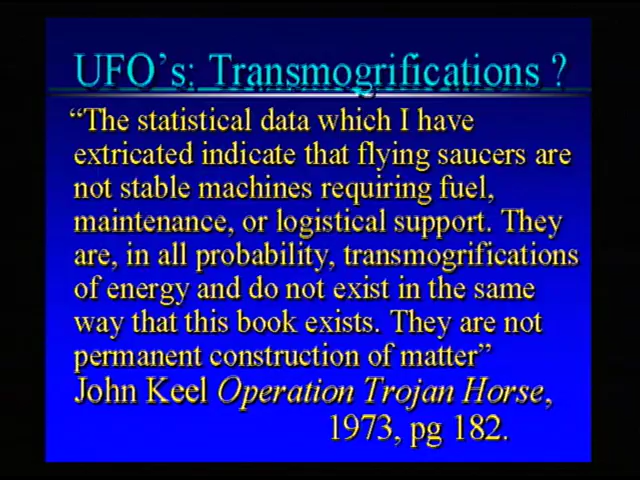 UFO’s: Transmogrifications ?
“The statistical data which I have
extricated indicate that flying saucers are
not stable machines requiring fuel,
maintenance, or logistical support. They
are, in all probability, transmogrifications
of energy and do not exist in the same
way that this book exists. They are not
permanent construction of matter”
John Keel Operation Trojan Horse,
1973, pg 182.